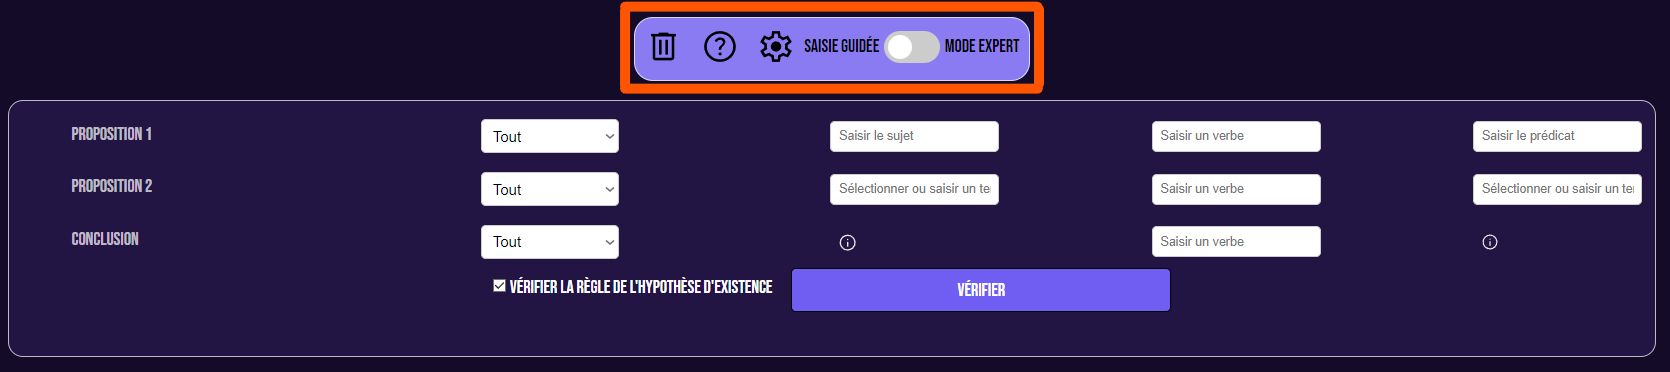 SAISIE GUIDÉE MODE EXPERT
PROPOSITION 1 Tout Saisir le sujet Saisir un verbe Saisir le prédicat
PROPOSITION 2 Tout Sélectionner ou saisir un te Saisir un verbe Sélectionner ou saisir un te
CONCLUSION Tout Saisir un verbe
VÉRIFIER LA RÈGLE DE L'HYPOTHÈSE D'EXISTENCE VÉRIFIER